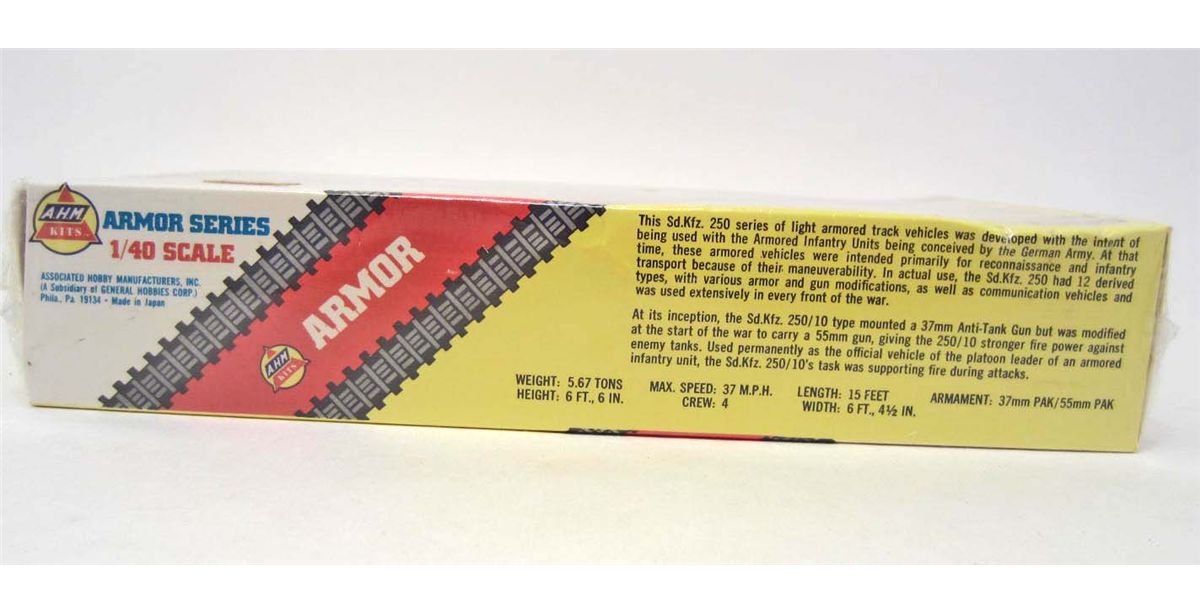 AHM
KITS
ARMOR SERIES
1/40 SCALE
ASSOCIATED HOBBY MANUFACTURERS, INC.
(A Subsidiary of GENERAL HOBBIES CORP.)
Phila., Pa. 19134 • Made in Japan
AHM
KITS
ARMOR
This Sd.Kfz. 250 series of light armored track vehicles was developed with the intent of
being used with the Armored Infantry Units being conceived by the German Army. At that
time, these armored vehicles were intended primarily for reconnaissance and infantry
transport because of their maneuverability. In actual use, the Sd.Kfz. 250 had 12 derived
types, with various armor and gun modifications, as well as communication vehicles and
was used extensively in every front of the war.
At its inception, the Sd.Kfz. 250/10 type mounted a 37mm Anti-Tank Gun but was modified
at the start of the war to carry a 55mm gun, giving the 250/10 stronger fire power against
enemy tanks. Used permanently as the official vehicle of the platoon leader of an armored
infantry unit, the Sd.Kfz. 250/10's task was supporting fire during attacks.
WEIGHT: 5.67 TONS
HEIGHT: 6 FT., 6 IN.
MAX. SPEED: 37 M.P.H.
CREW: 4
LENGTH: 15 FEET
WIDTH: 6 FT., 4½ IN.
ARMAMENT: 37mm PAK/55mm PAK